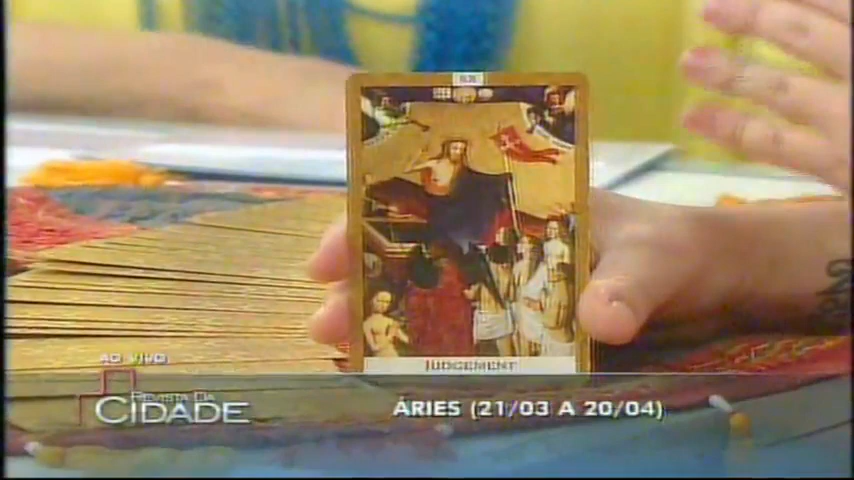 JUDGEMENT
AO VIVO
REVISTA DA
CIDADE
ÁRIES (21/03 A 20/04)